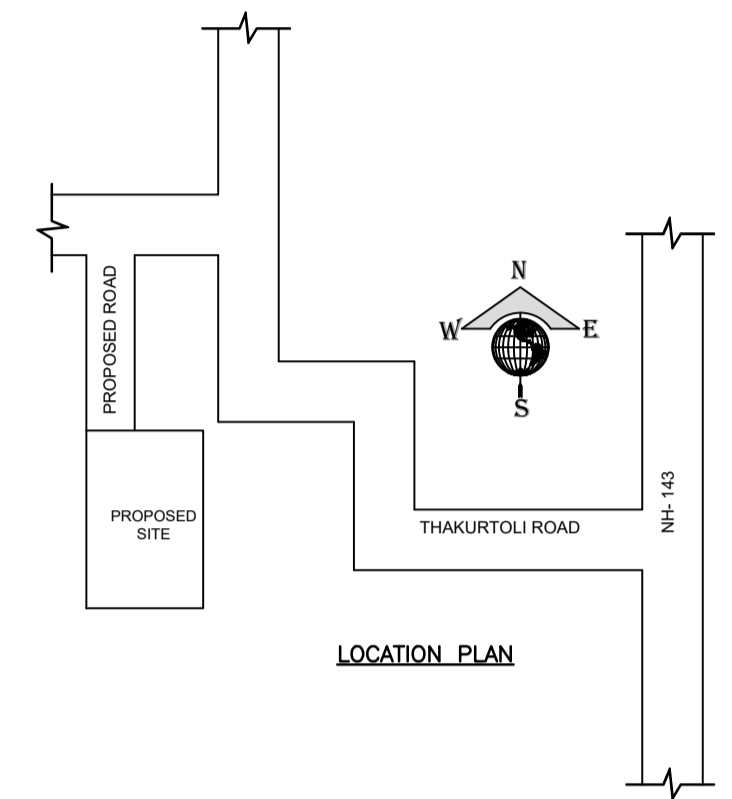 PROPOSED ROAD
N
W
E
S
PROPOSED
SITE
THAKURTOLI ROAD
NH- 143
LOCATION PLAN